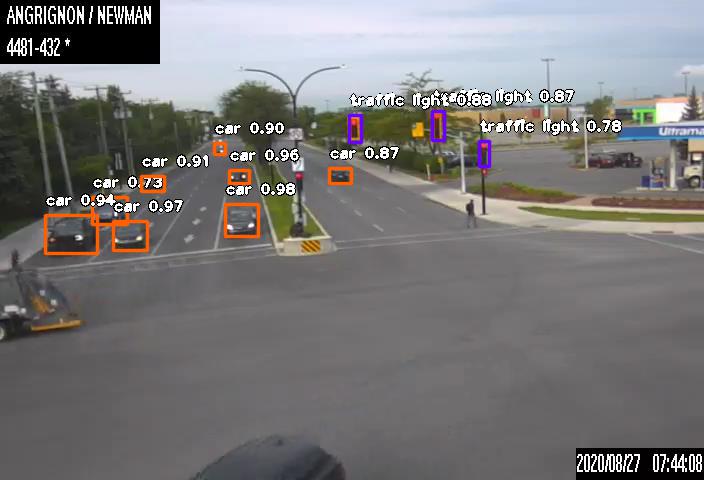 ANGRIGNON / NEWMAN
4481-432 *
traffic light 0.88
traffic light 0.87
traffic light 0.78
car 0.90
car 0.91
car 0.96
car 0.87
car 0.73
car 0.98
car 0.94
car 0.97
Ultramar
2020/08/27 07:44:08